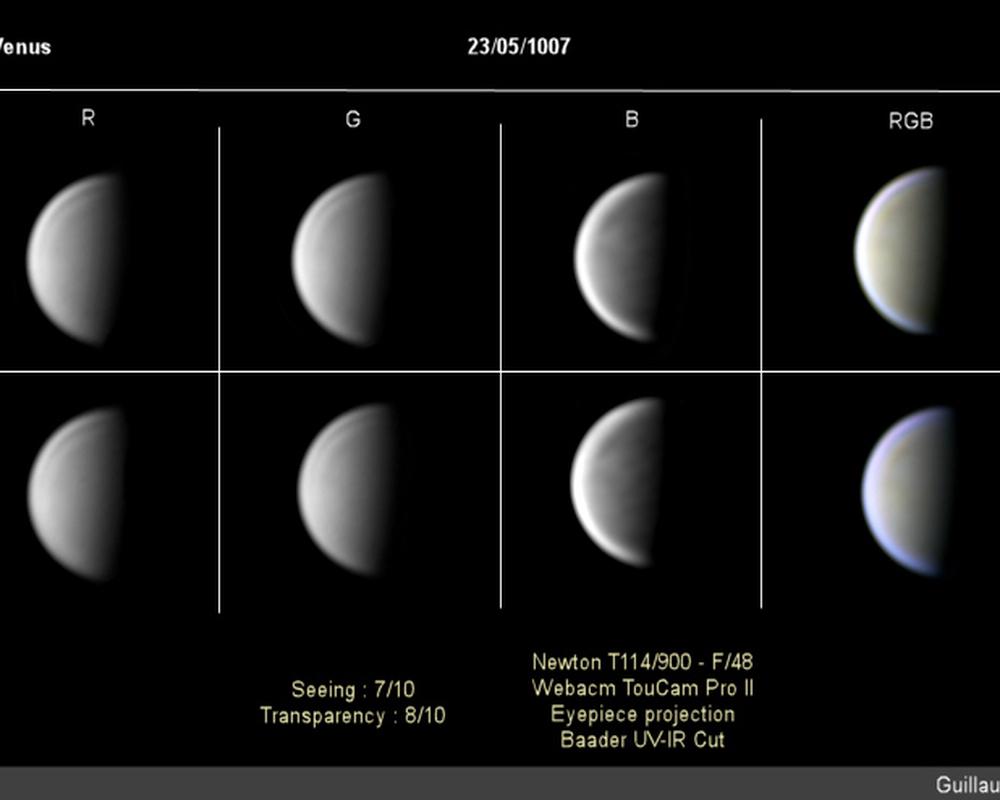 Venus
23/05/1007
R
G
B
RGB
Seeing : 7/10
Transparency : 8/10
Newton T114/900 - F/48
Webacm TouCam Pro II
Eyepiece projection
Baader UV-IR Cut
Guillau